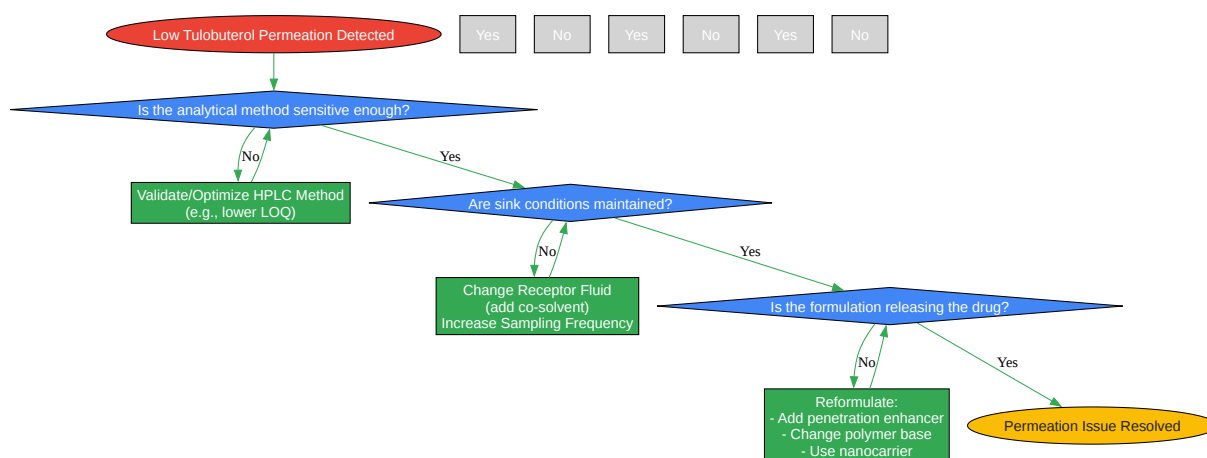 Low Tulobuterol Permeation Detected
Yes
No
Yes
No
Yes
No
Is the analytical method sensitive enough?
No
Yes
Validate/Optimize HPLC Method
(e.g., lower LOQ)
Are sink conditions maintained?
No
Yes
Change Receptor Fluid
(add co-solvent)
Increase Sampling Frequency
Is the formulation releasing the drug?
No
Yes
Reformulate:
- Add penetration enhancer
- Change polymer base
- Use nanocarrier
Permeation Issue Resolved